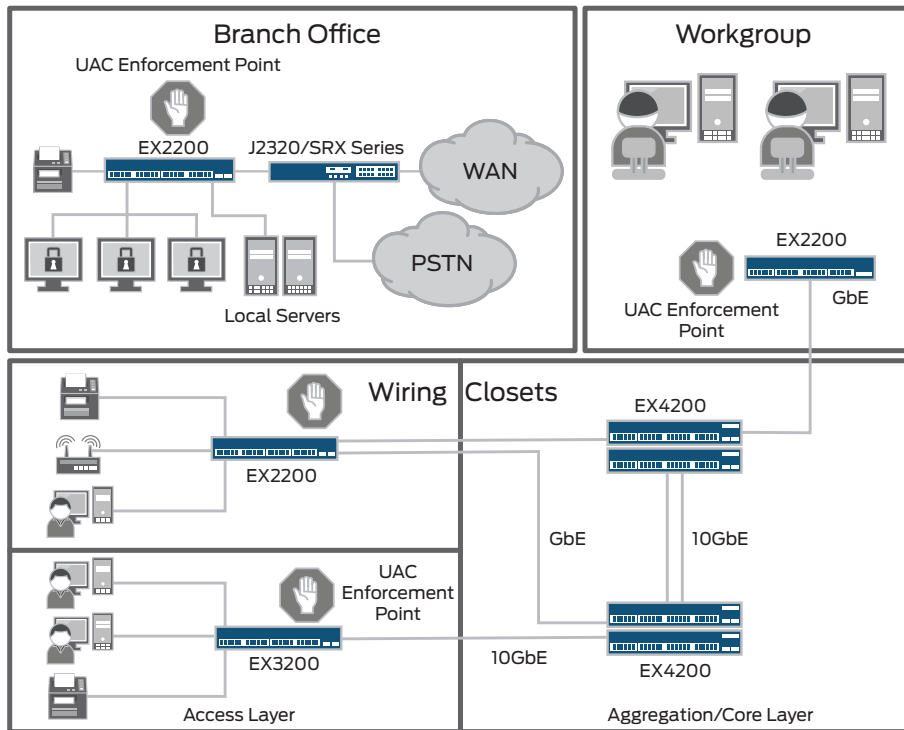 Branch Office
UAC Enforcement Point
EX2200
J2320/SRX Series
WAN
PSTN
Local Servers
Workgroup
EX2200
GbE
UAC Enforcement
Point
Wiring Closets
EX2200
EX4200
GbE
10GbE
UAC
Enforcement
Point
EX3200
10GbE
EX4200
Access Layer
Aggregation/Core Layer